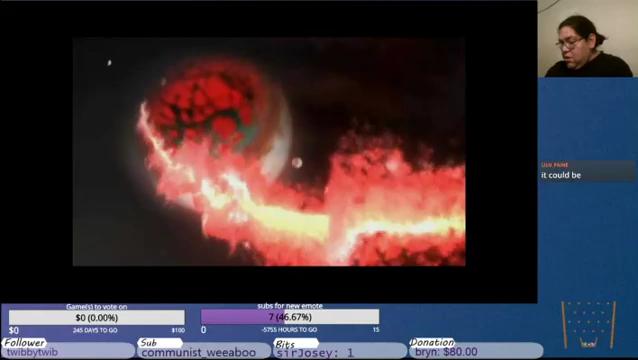 LULU_PAINE
it could be
Game(s) to vote on
$0 (0.00%)
$0
245 DAYS TO GO
$100
subs for new emote
7 (46.67%)
0
-5755 HOURS TO GO
15
Follower
twibbytwib
Sub
communist_weeaboo
Bits
sirJosey: 1
Donation
bryn: $80.00